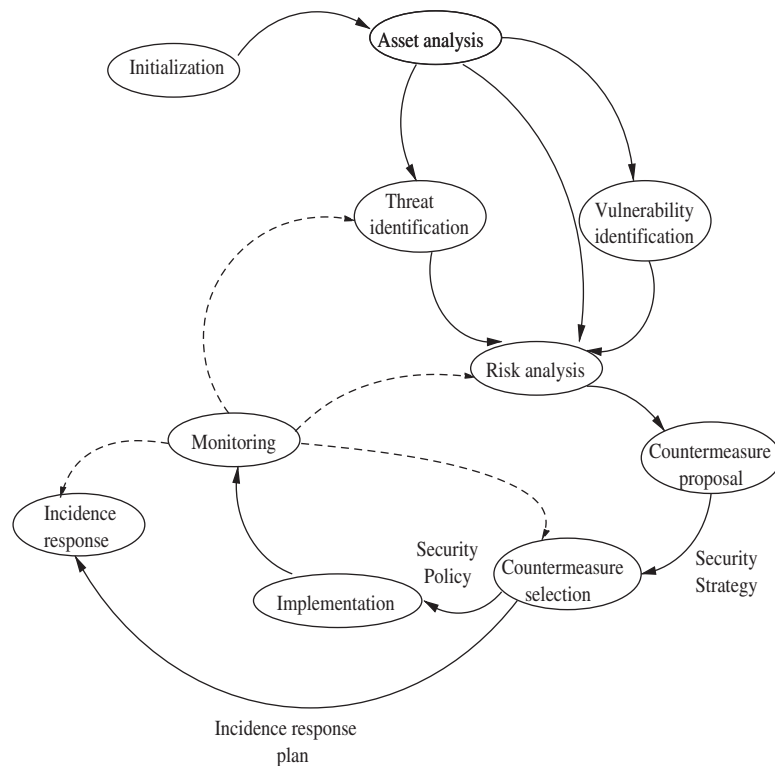 Asset analysis
Initialization
Threat
identification
Vulnerability
identification
Risk analysis
Monitoring
Countermeasure
proposal
Incidence
response
Security
Policy
Countermeasure
selection
Security
Strategy
Implementation
Incidence response
plan